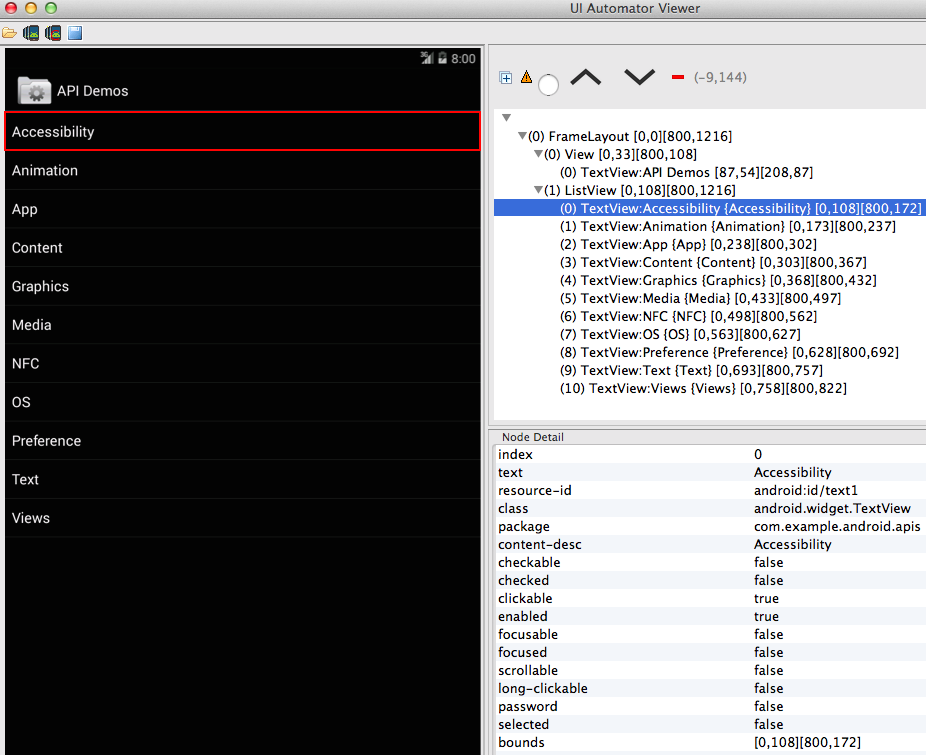 UI Automator Viewer
3G 8:00
API Demos
Accessibility
Animation
App
Content
Graphics
Media
NFC
OS
Preference
Text
Views
(-9,144)
(0) FrameLayout [0,0][800,1216]
(0) View [0,33][800,108]
(0) TextView:API Demos [87,54][208,87]
(1) ListView [0,108][800,1216]
(0) TextView:Accessibility {Accessibility} [0,108][800,172]
(1) TextView:Animation {Animation} [0,173][800,237]
(2) TextView:App {App} [0,238][800,302]
(3) TextView:Content {Content} [0,303][800,367]
(4) TextView:Graphics {Graphics} [0,368][800,432]
(5) TextView:Media {Media} [0,433][800,497]
(6) TextView:NFC {NFC} [0,498][800,562]
(7) TextView:OS {OS} [0,563][800,627]
(8) TextView:Preference {Preference} [0,628][800,692]
(9) TextView:Text {Text} [0,693][800,757]
(10) TextView:Views {Views} [0,758][800,822]
Node Detail
index 0
text Accessibility
resource-id android:id/text1
class android.widget.TextView
package com.example.android.apis
content-desc Accessibility
checkable false
checked false
clickable true
enabled true
focusable false
focused false
scrollable false
long-clickable false
password false
selected false
bounds [0,108][800,172]